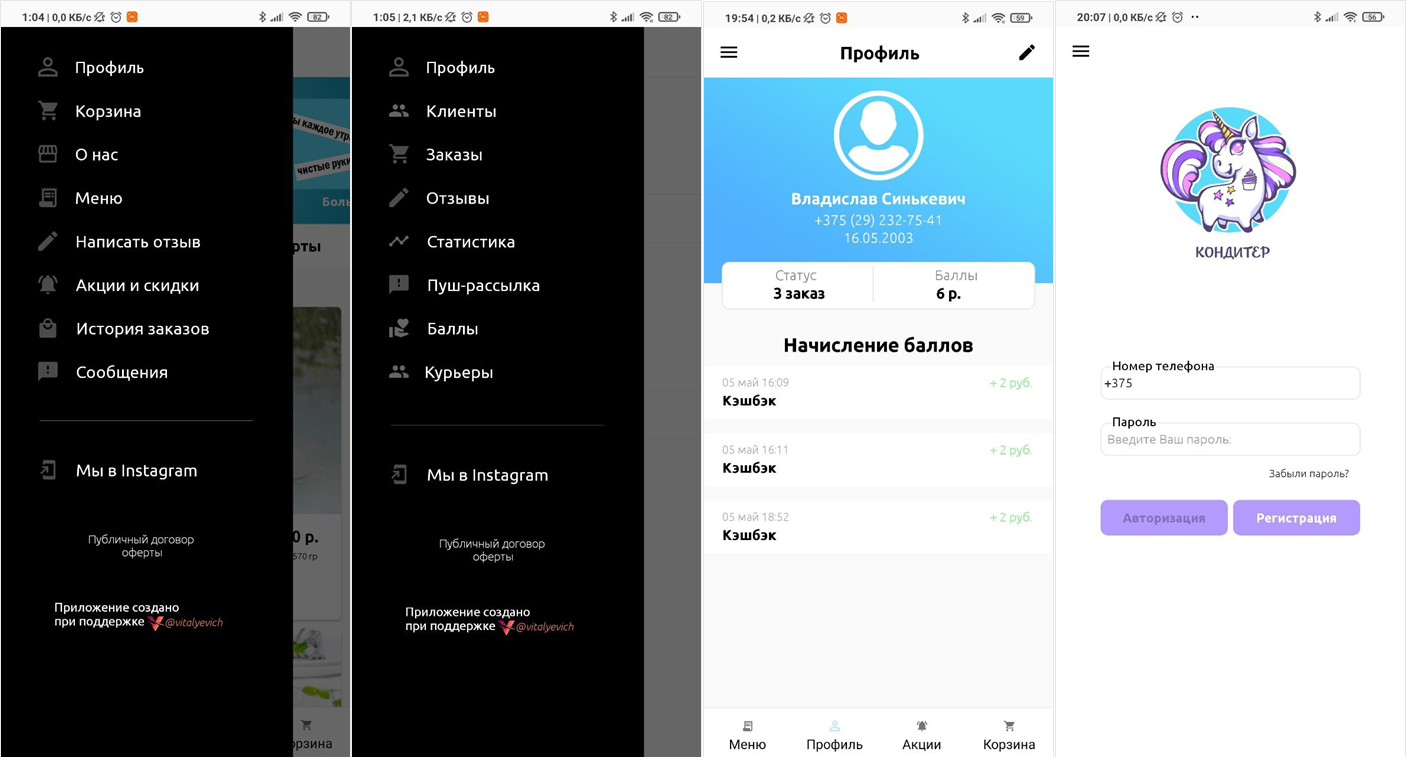 1:04 | 0,0 КБ/с
82
Профиль
Корзина
О нас
Меню
Написать отзыв
Акции и скидки
История заказов
Сообщения
Мы в Instagram
Публичный договор
оферты
Приложение создано
при поддержке @vitalyevich
ы каждое утр
чистые руки
Боль
рты
0 р.
570 гр
рзина
1:05 | 2,1 КБ/с
82
Профиль
Клиенты
Заказы
Отзывы
Статистика
Пуш-рассылка
Баллы
Курьеры
Мы в Instagram
Публичный договор
оферты
Приложение создано
при поддержке @vitalyevich
19:54 | 0,2 КБ/с
59
Профиль
Владислав Синькевич
+375 (29) 232-75-41
16.05.2003
Статус Баллы
3 заказ 6 р.
Начисление баллов
05 май 16:09 + 2 руб.
Кэшбэк
05 май 16:11 + 2 руб.
Кэшбэк
05 май 18:52 + 2 руб.
Кэшбэк
Меню Профиль Акции Корзина
20:07 | 0,0 КБ/с
56
КОНДИТЕР
Номер телефона
+375
Пароль
Введите Ваш пароль:
Забыли пароль?
Авторизация Регистрация